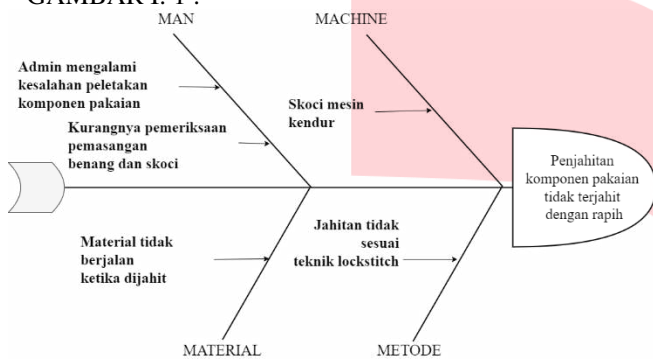 GAMBAR I. 1 :
MAN
MACHINE
Admin mengalami
kesalahan peletakan
komponen pakaian
Kurangnya pemeriksaan
pemasangan
benang dan skoci
Skoci mesin
kendur
Penjahitan
komponen pakaian
tidak terjahit
dengan rapih
Material tidak
berjalan
ketika dijahit
Jahitan tidak
sesuai
teknik lockstitch
MATERIAL
METODE